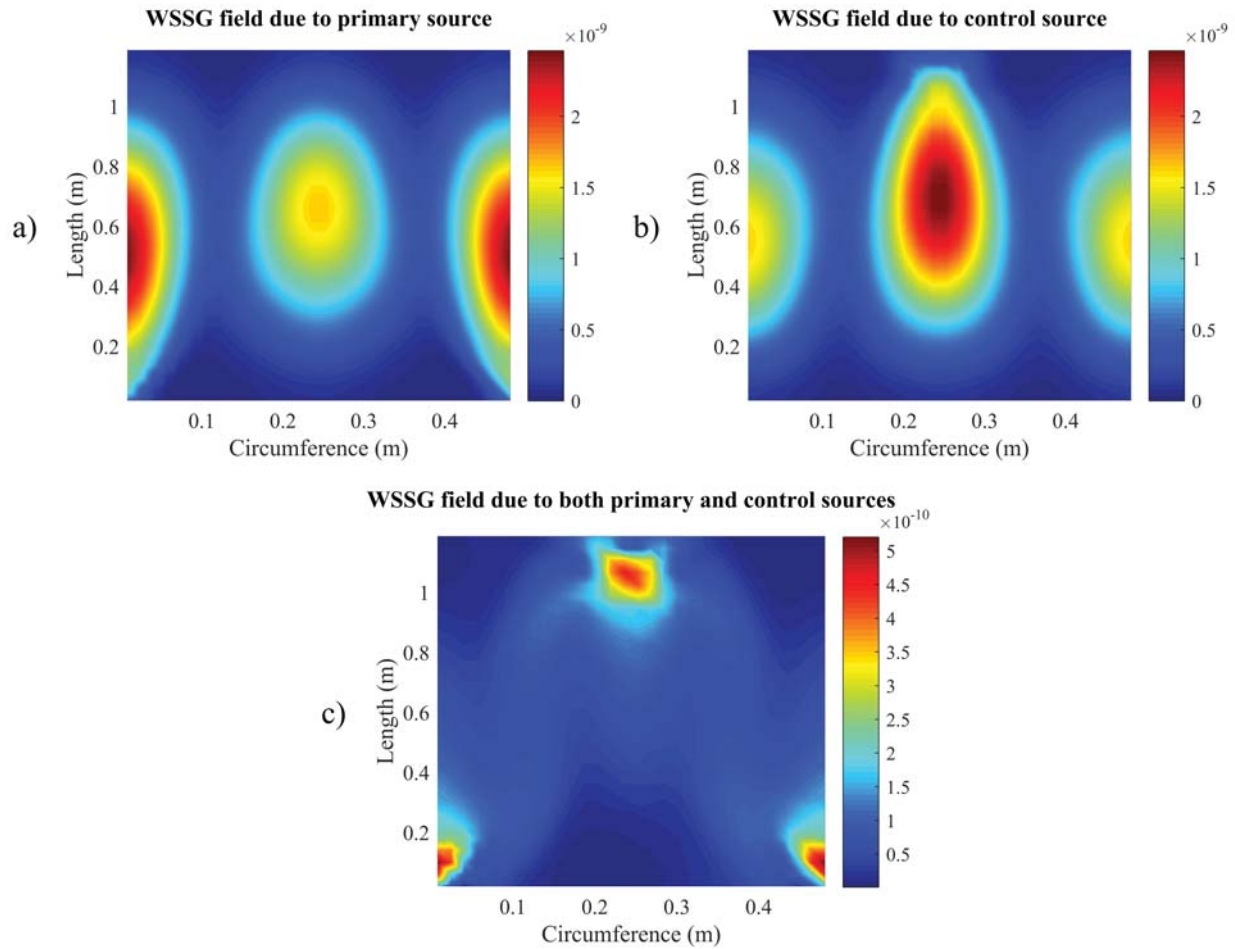 WSSG field due to primary source
×10-9
1
0.8
0.6
0.4
0.2
Length (m)
a)
0.1 0.2 0.3 0.4
Circumference (m)
2
1.5
1
0.5
0
WSSG field due to control source
×10-9
1
0.8
0.6
0.4
0.2
Length (m)
b)
0.1 0.2 0.3 0.4
Circumference (m)
2
1.5
1
0.5
0
WSSG field due to both primary and control sources
×10-10
1
0.8
0.6
0.4
0.2
Length (m)
c)
0.1 0.2 0.3 0.4
Circumference (m)
5
4.5
4
3.5
3
2.5
2
1.5
1
0.5